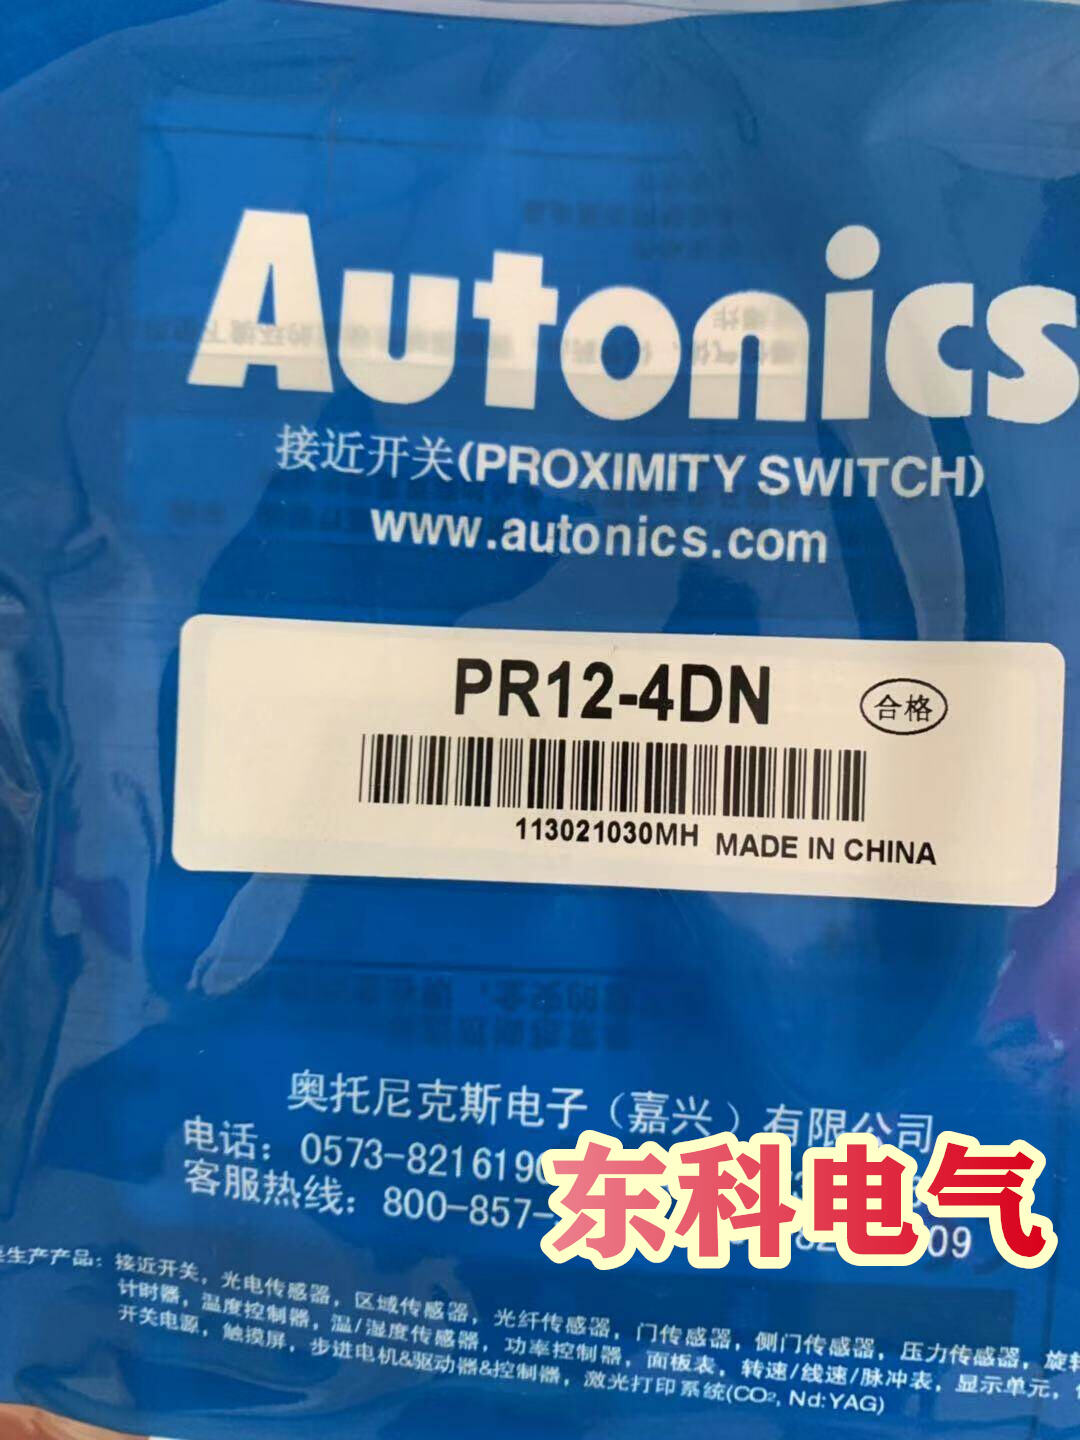 Autonics
接近开关(PROXIMITY SWITCH)
www.autonics.com
PR12-4DN
合格
113021030MH MADE IN CHINA
奥托尼克斯电子（嘉兴）有限公司
电话：0573-8216190
客服热线：800-857- 09
东科电气
生产产品：接近开关，光电传感器，区域传感器，光纤传感器，门传感器，侧门传感器，压力传感器，旋转
计时器，温度控制器，温/湿度传感器，功率控制器，面板表，转速/线速/脉冲表，显示单元，
开关电源，触摸屏，步进电机&驱动器&控制器，激光打印系统(CO₂, Nd:YAG)